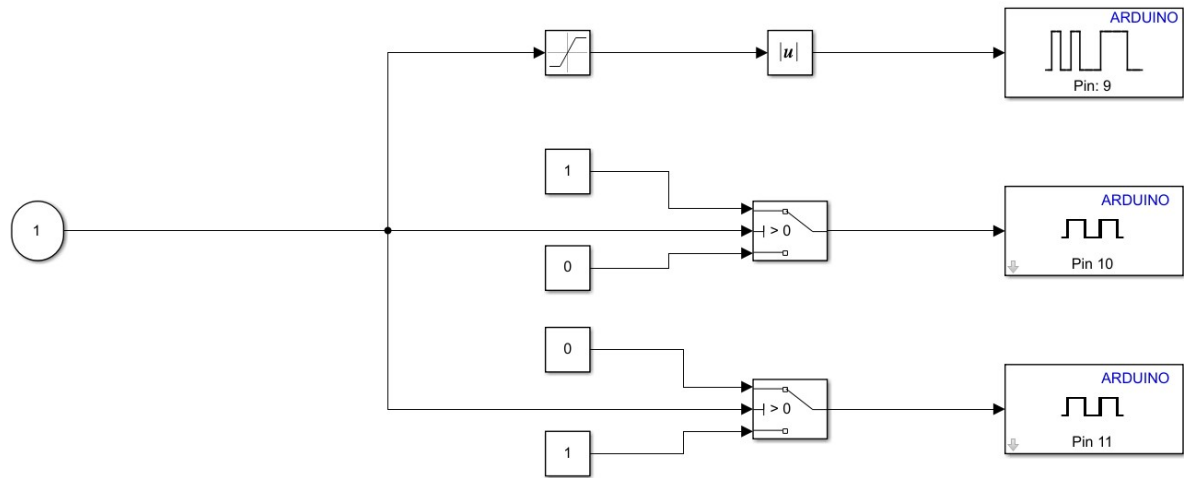 ARDUINO
|u|
Pin: 9
1
ARDUINO
1
> 0
0
Pin 10
0
ARDUINO
> 0
Pin 11
1